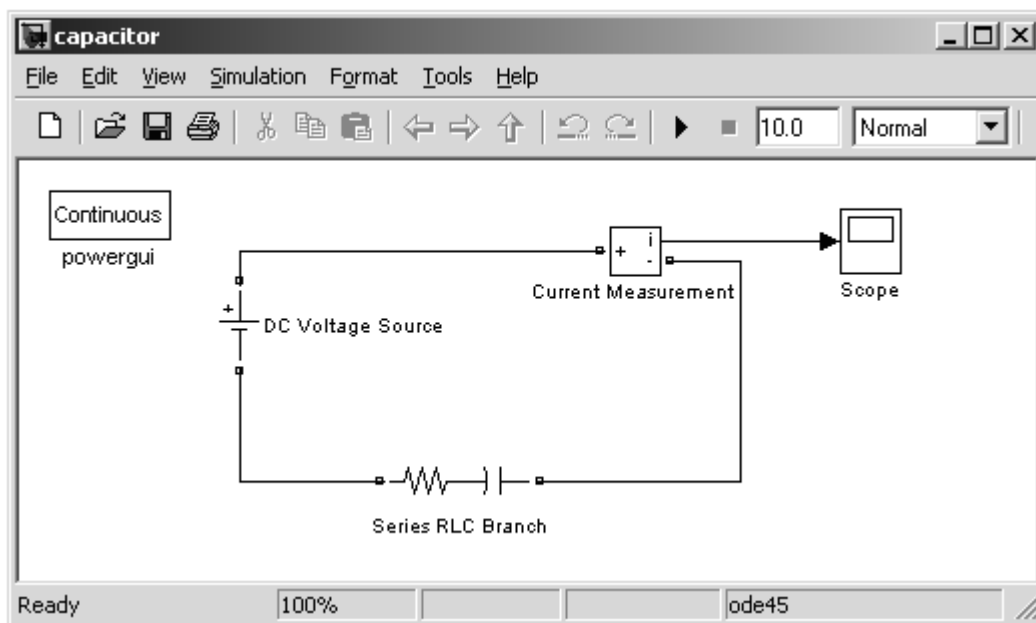 capacitor
File Edit View Simulation Format Tools Help
10.0 Normal
Continuous
powergui
+ i
-
Current Measurement
Scope
+
DC Voltage Source
Series RLC Branch
Ready 100% ode45